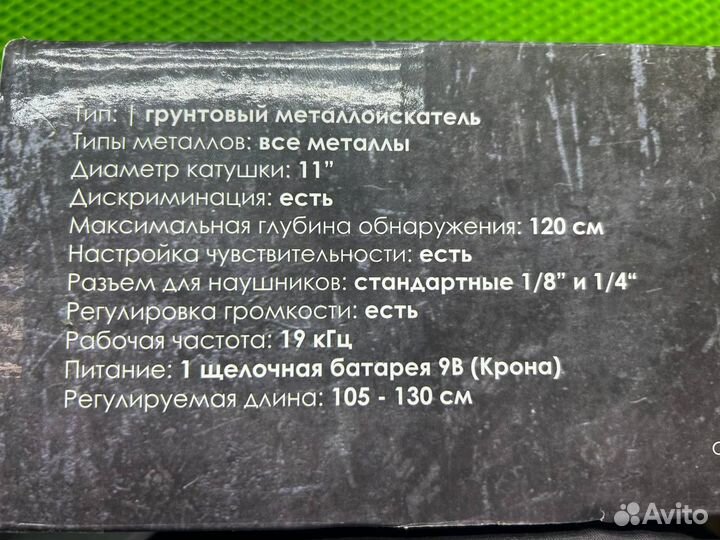 Тип: | грунтовый металлоискатель
Типы металлов: все металлы
Диаметр катушки: 11”
Дискриминация: есть
Максимальная глубина обнаружения: 120 см
Настройка чувствительности: есть
Разъем для наушников: стандартные 1/8” и 1/4“
Регулировка громкости: есть
Рабочая частота: 19 кГц
Питание: 1 щелочная батарея 9В (Крона)
Регулируемая длина: 105 - 130 см
Avito